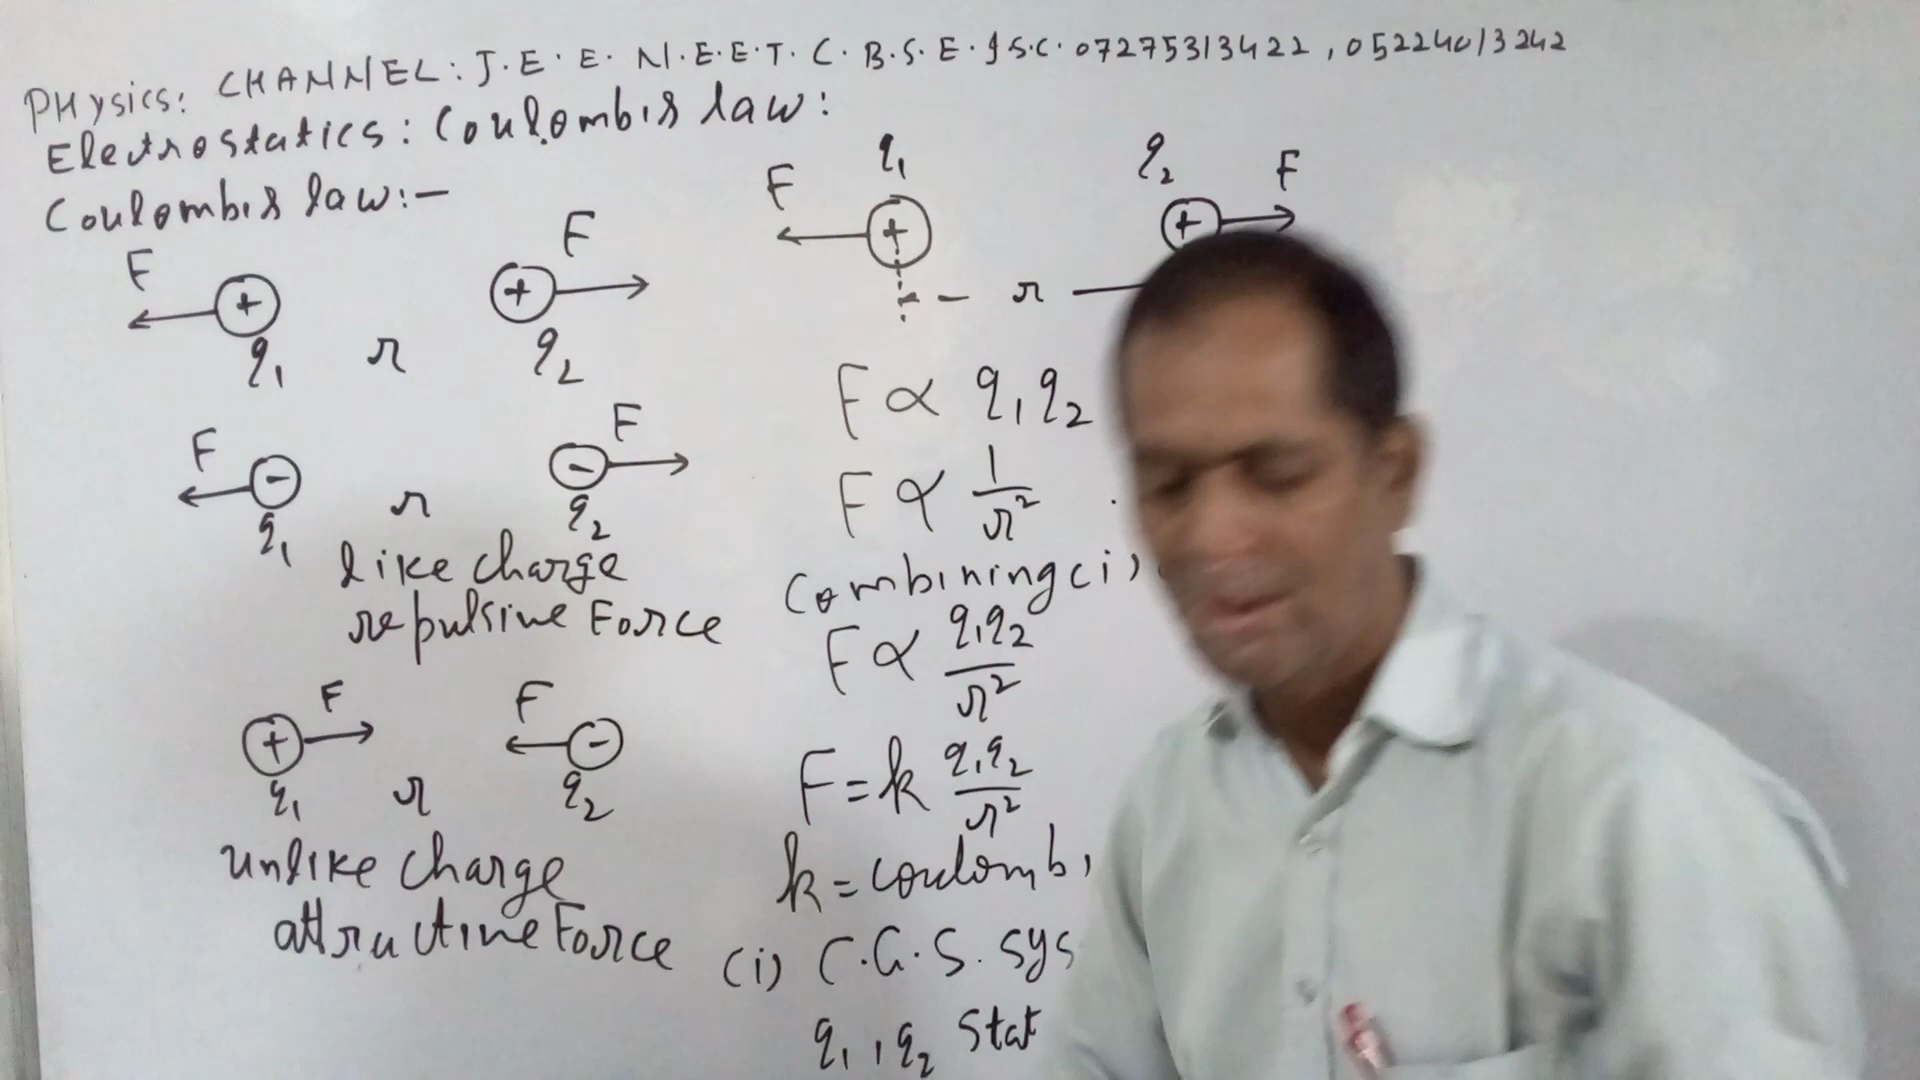 PHysics: CHANNEL: J.E.E. N.E.E.T. C.B.S.E. I.S.C. 07275313422, 05224013242
Electrostatics: Coulomb's law:
Coulomb's law:-
F + q₁ r + F q₂
F - q₁ r - F q₂
like charge
repulsive Force
+ F q₁ r F - q₂
unlike charge
attractive Force
F q₁ + q₂ + F
r
F ∝ q₁q₂
F ∝ 1/r²
Combining (i)
F ∝ q₁q₂/r²
F = k q₁q₂/r²
k = coulomb'
(i) C.G.S. sys
q₁, q₂ Stat